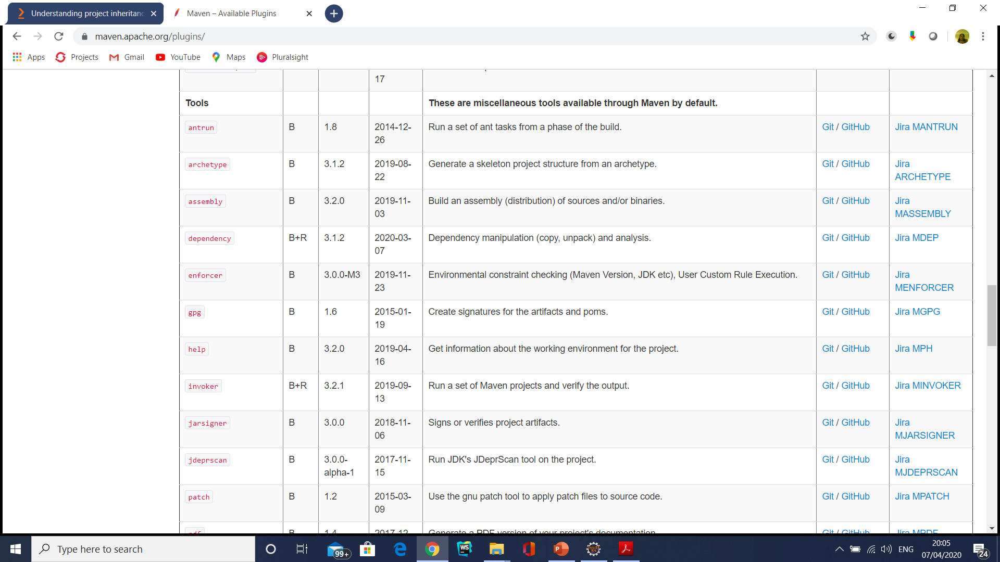 Understanding project inheritanc
Maven – Available Plugins
maven.apache.org/plugins/
Apps Projects Gmail YouTube Maps Pluralsight
17
Tools These are miscellaneous tools available through Maven by default.
antrun B 1.8 2014-12- Run a set of ant tasks from a phase of the build. Git / GitHub Jira MANTRUN
26
archetype B 3.1.2 2019-08- Generate a skeleton project structure from an archetype. Git / GitHub Jira
22 ARCHETYPE
assembly B 3.2.0 2019-11- Build an assembly (distribution) of sources and/or binaries. Git / GitHub Jira
03 MASSEMBLY
dependency B+R 3.1.2 2020-03- Dependency manipulation (copy, unpack) and analysis. Git / GitHub Jira MDEP
07
enforcer B 3.0.0-M3 2019-11- Environmental constraint checking (Maven Version, JDK etc), User Custom Rule Execution. Git / GitHub Jira
23 MENFORCER
gpg B 1.6 2015-01- Create signatures for the artifacts and poms. Git / GitHub Jira MGPG
19
help B 3.2.0 2019-04- Get information about the working environment for the project. Git / GitHub Jira MPH
16
invoker B+R 3.2.1 2019-09- Run a set of Maven projects and verify the output. Git / GitHub Jira MINVOKER
13
jarsigner B 3.0.0 2018-11- Signs or verifies project artifacts. Git / GitHub Jira
06 MJARSIGNER
jdeprscan B 3.0.0- 2017-11- Run JDK's JDeprScan tool on the project. Git / GitHub Jira
alpha-1 15 MJDEPRSCAN
patch B 1.2 2015-03- Use the gnu patch tool to apply patch files to source code. Git / GitHub Jira MPATCH
09
pdf B 1.4 2017-12- Generate a PDF version of your project's documentation. Git / GitHub Jira MPDF
Type here to search
99+
WS
ENG
20:05
07/04/2020
24